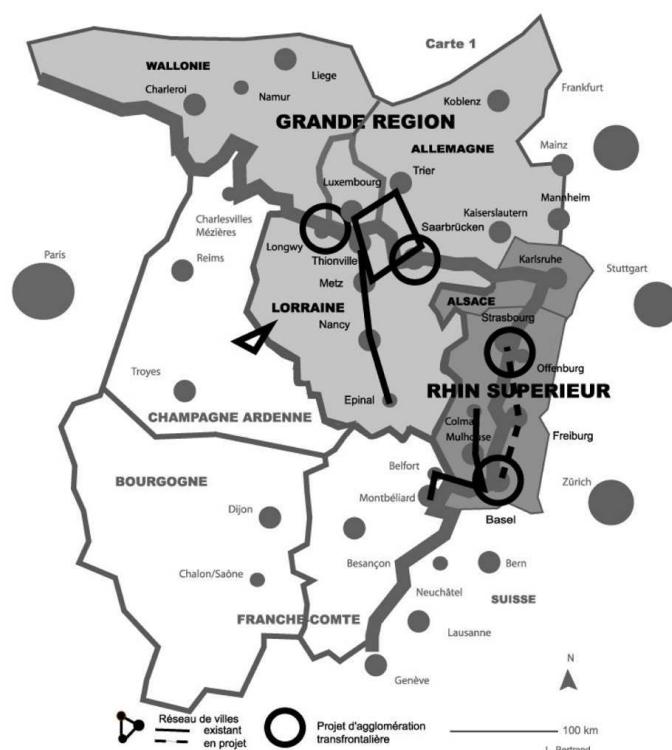 Carte 1
WALLONIE
Liege
Charleroi
Namur
Koblenz
Frankfurt
GRANDE REGION
ALLEMAGNE
Mainz
Trier
Luxembourg
Mannheim
Charlesvilles
Mézières
Kaiserslautern
Saarbrücken
Longwy
Paris
Reims
Thionville
Karlsruhe
Stuttgart
Metz
LORRAINE
ALSACE
Nancy
Strasbourg
Offenburg
Troyes
Epinal
RHIN SUPERIEUR
CHAMPAGNE ARDENNE
Colmar
Mulhouse
Freiburg
Belfort
BOURGOGNE
Montbéliard
Zürich
Dijon
Basel
Besançon
Bern
Chalon/Saône
Neuchâtel
SUISSE
FRANCHE-COMTE
Lausanne
Genève
N
Réseau de villes
existant
en projet
Projet d'agglomération
transfrontalière
100 km
L. Bertrand